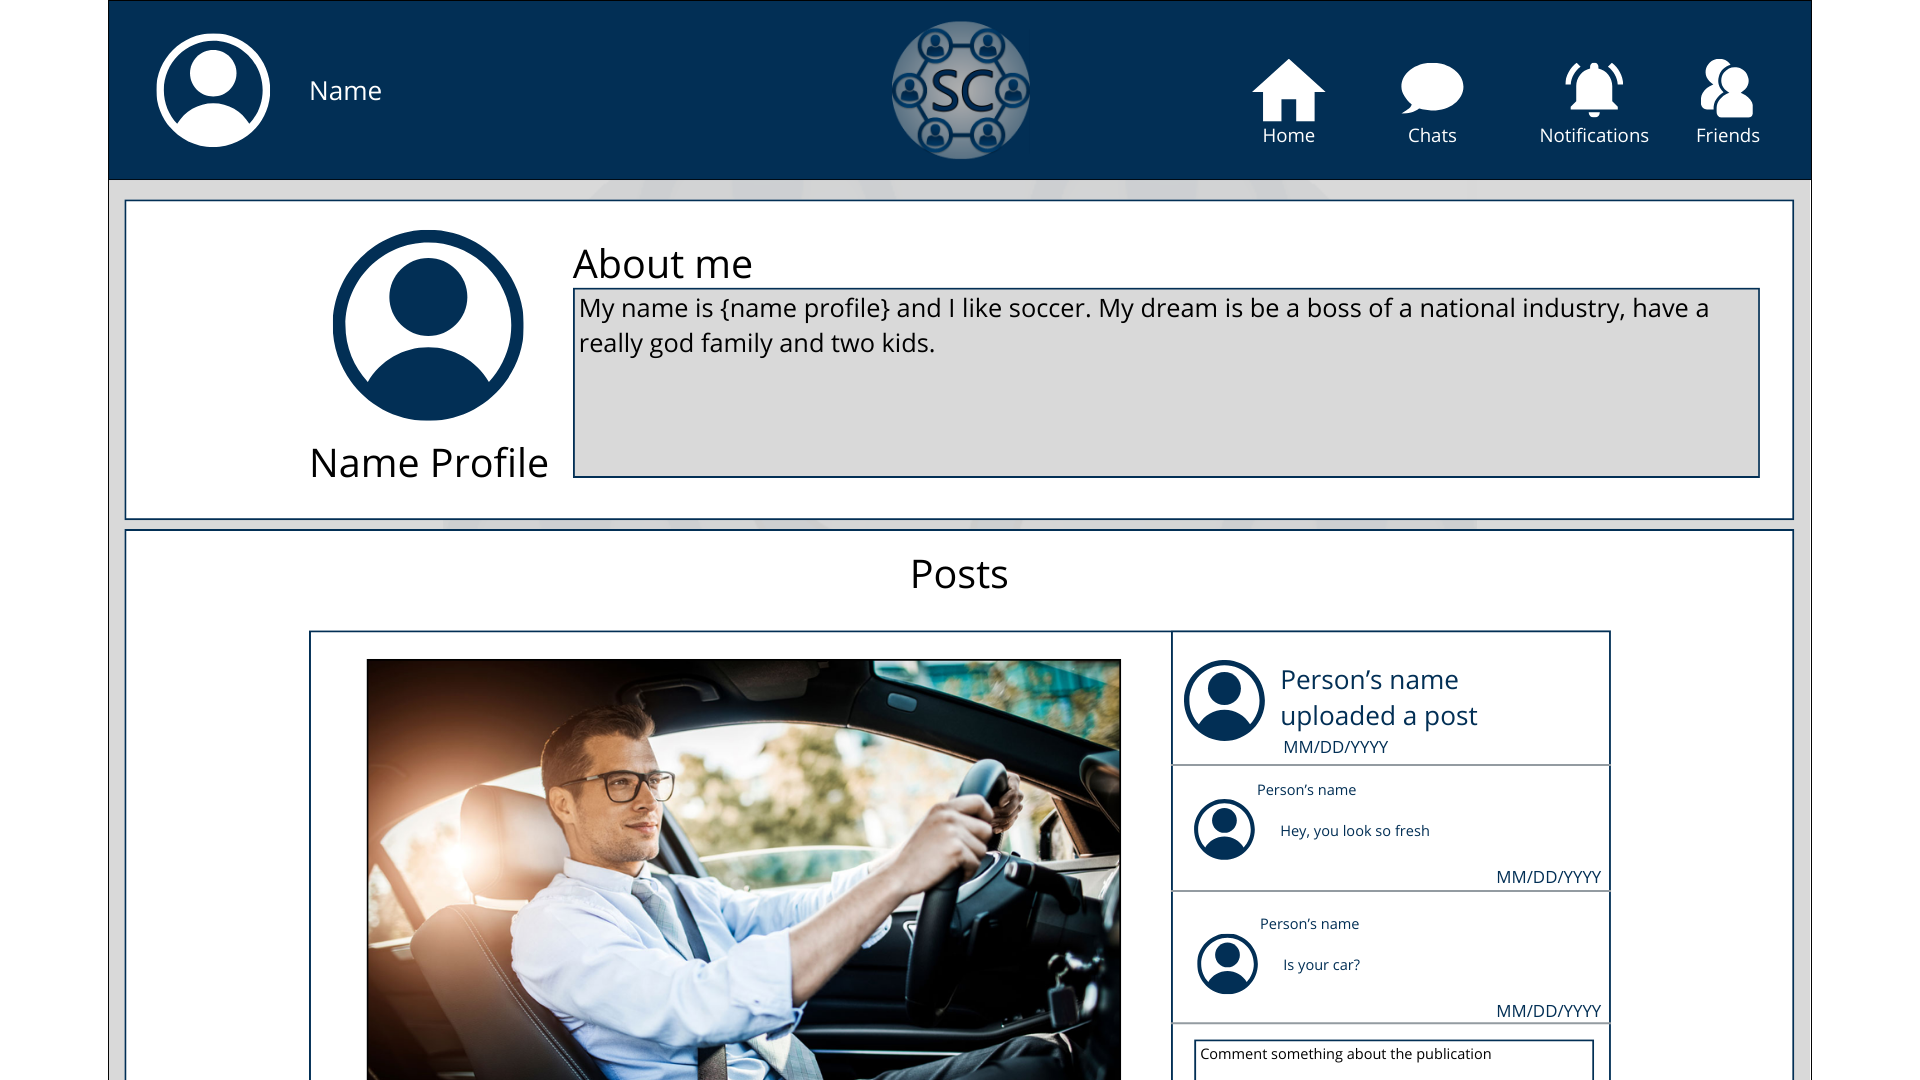 Name
SC
Home
Chats
Notifications
Friends
About me
My name is {name profile} and I like soccer. My dream is be a boss of a national industry, have a
really god family and two kids.
Name Profile
Posts
Person’s name
uploaded a post
MM/DD/YYYY
Person’s name
Hey, you look so fresh
MM/DD/YYYY
Person’s name
Is your car?
MM/DD/YYYY
Comment something about the publication